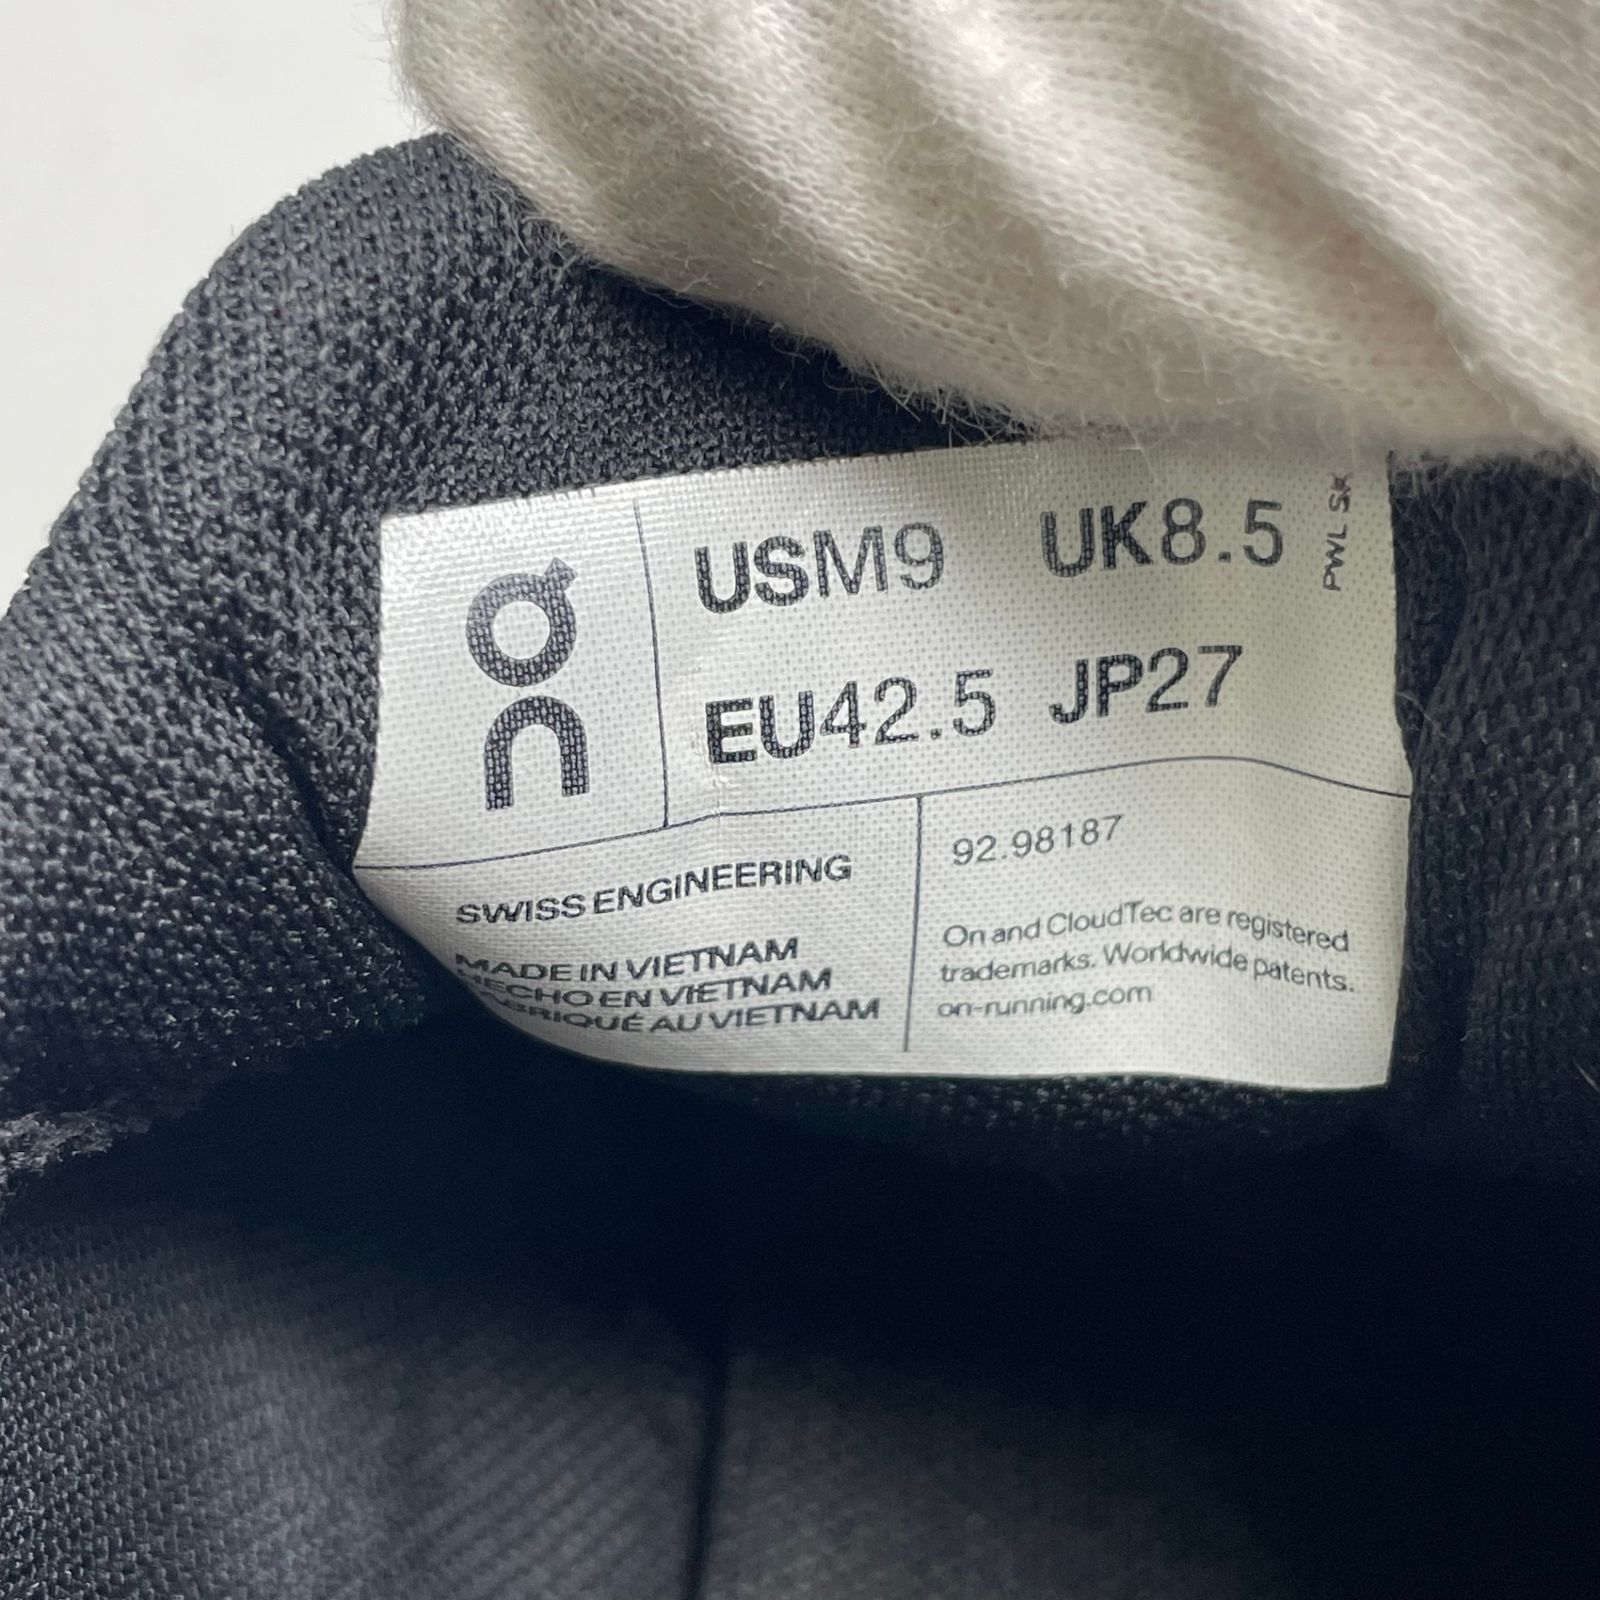 On
USM9 UK8.5
EU42.5 JP27
PWL SK
SWISS ENGINEERING
MADE IN VIETNAM
HECHO EN VIETNAM
FABRIQUÉ AU VIETNAM
92.98187
On and CloudTec are registered
trademarks. Worldwide patents.
on-running.com